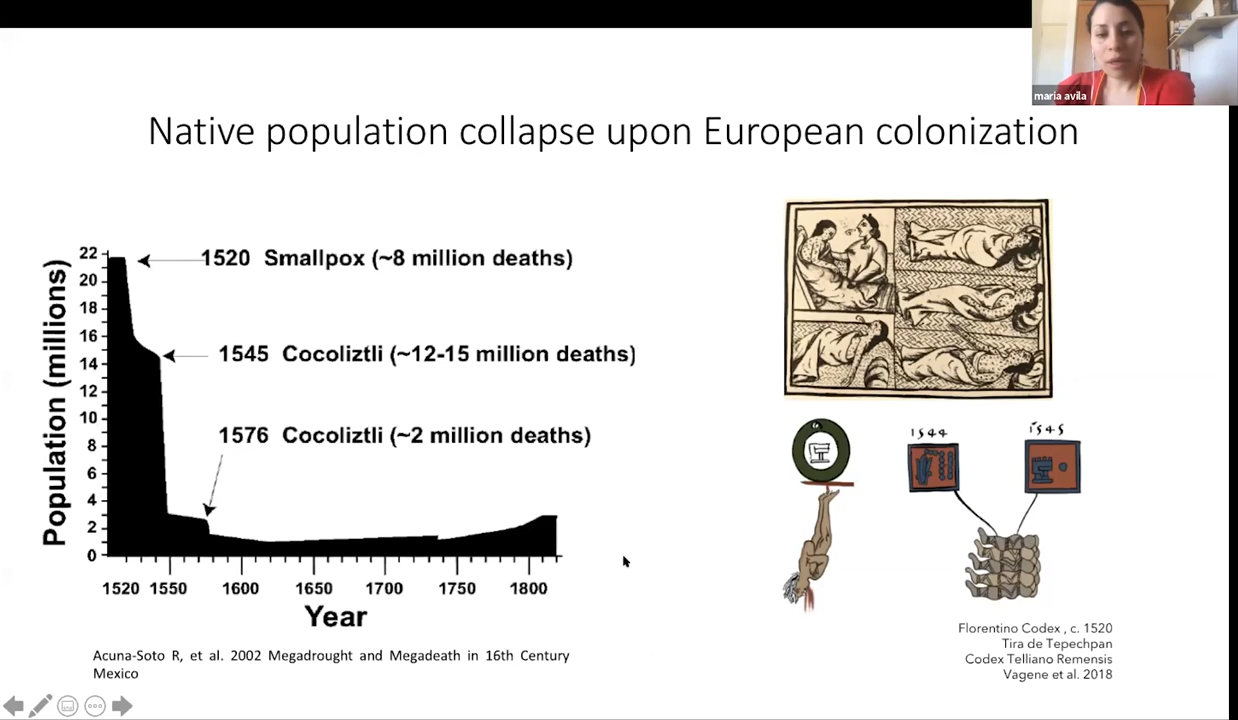 maria avila
Native population collapse upon European colonization
Population (millions)
22
20
18
16
14
12
10
8
6
4
2
0
1520 Smallpox (~8 million deaths)
1545 Cocoliztli (~12-15 million deaths)
1576 Cocoliztli (~2 million deaths)
1520 1550 1600 1650 1700 1750 1800
Year
Acuna-Soto R, et al. 2002 Megadrought and Megadeath in 16th Century
Mexico
1544
1545
Florentino Codex , c. 1520
Tira de Tepechpan
Codex Telliano Remensis
Vagene et al. 2018